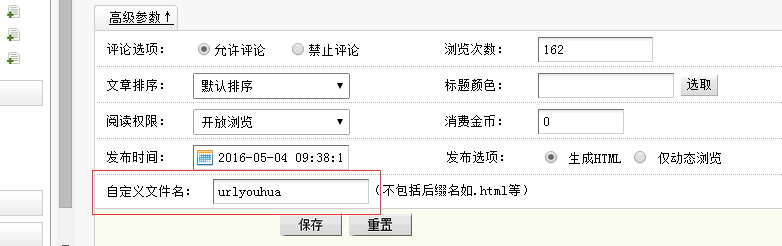 高级参数↑
评论选项： 允许评论 禁止评论 浏览次数： 162
文章排序： 默认排序 标题颜色： 选取
阅读权限： 开放浏览 消费金币： 0
发布时间： 2016-05-04 09:38:1 发布选项： 生成HTML 仅动态浏览
自定义文件名： urlyouhua （不包括后缀名如.html等）
保存 重置